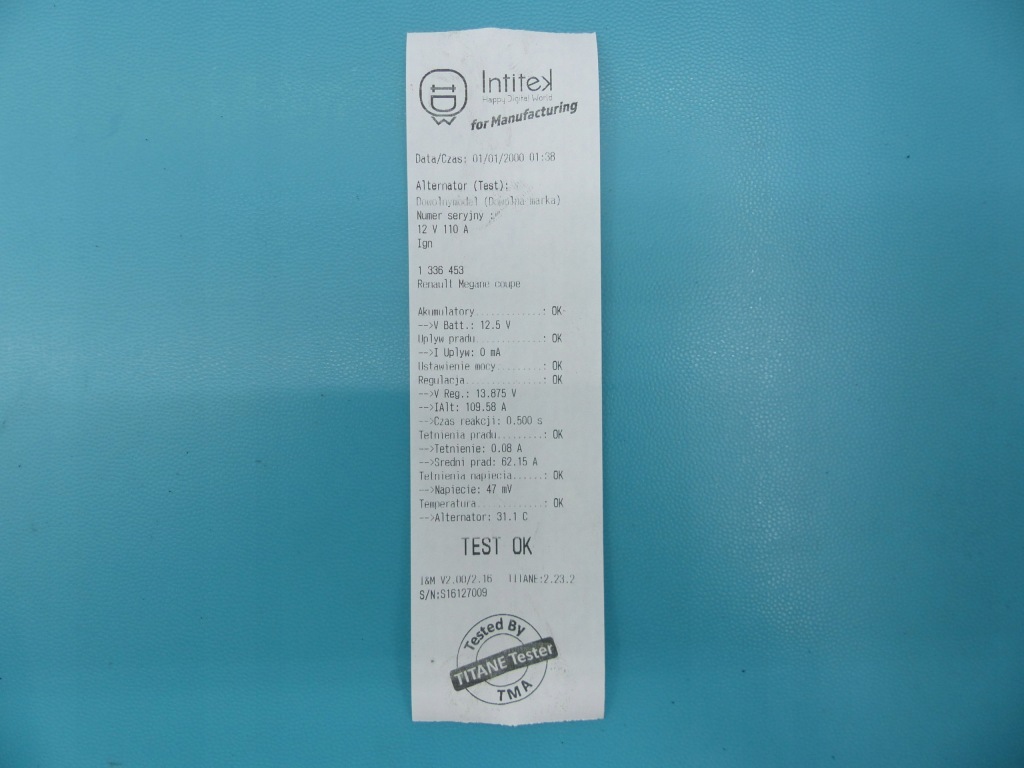 Intitek
Happy Digital World
for Manufacturing
Data/Czas: 01/01/2000 01:38
Alternator (Test):
Dowolnymodel (Dowolna marka)
Numer seryjny :
12 V 110 A
Ign
1 336 453
Renault Megane coupe
Akumulatory.............: OK
-->V Batt.: 12.5 V
Uplyw pradu.............: OK
-->I Uplyw: 0 mA
Ustawienie mocy.........: OK
Regulacja...............: OK
-->V Reg.: 13.875 V
-->IAlt: 109.58 A
-->Czas reakcji: 0.500 s
Tetnienia pradu.........: OK
-->Tetnienie: 0.08 A
-->Sredni prad: 62.15 A
Tetnienia napiecia......: OK
-->Napiecie: 47 mV
Temperatura.............: OK
-->Alternator: 31.1 C
TEST OK
I&M V2.00/2.16 TITANE:2.23.2
S/N:S16127009
Tested By
TITANE Tester
TMA